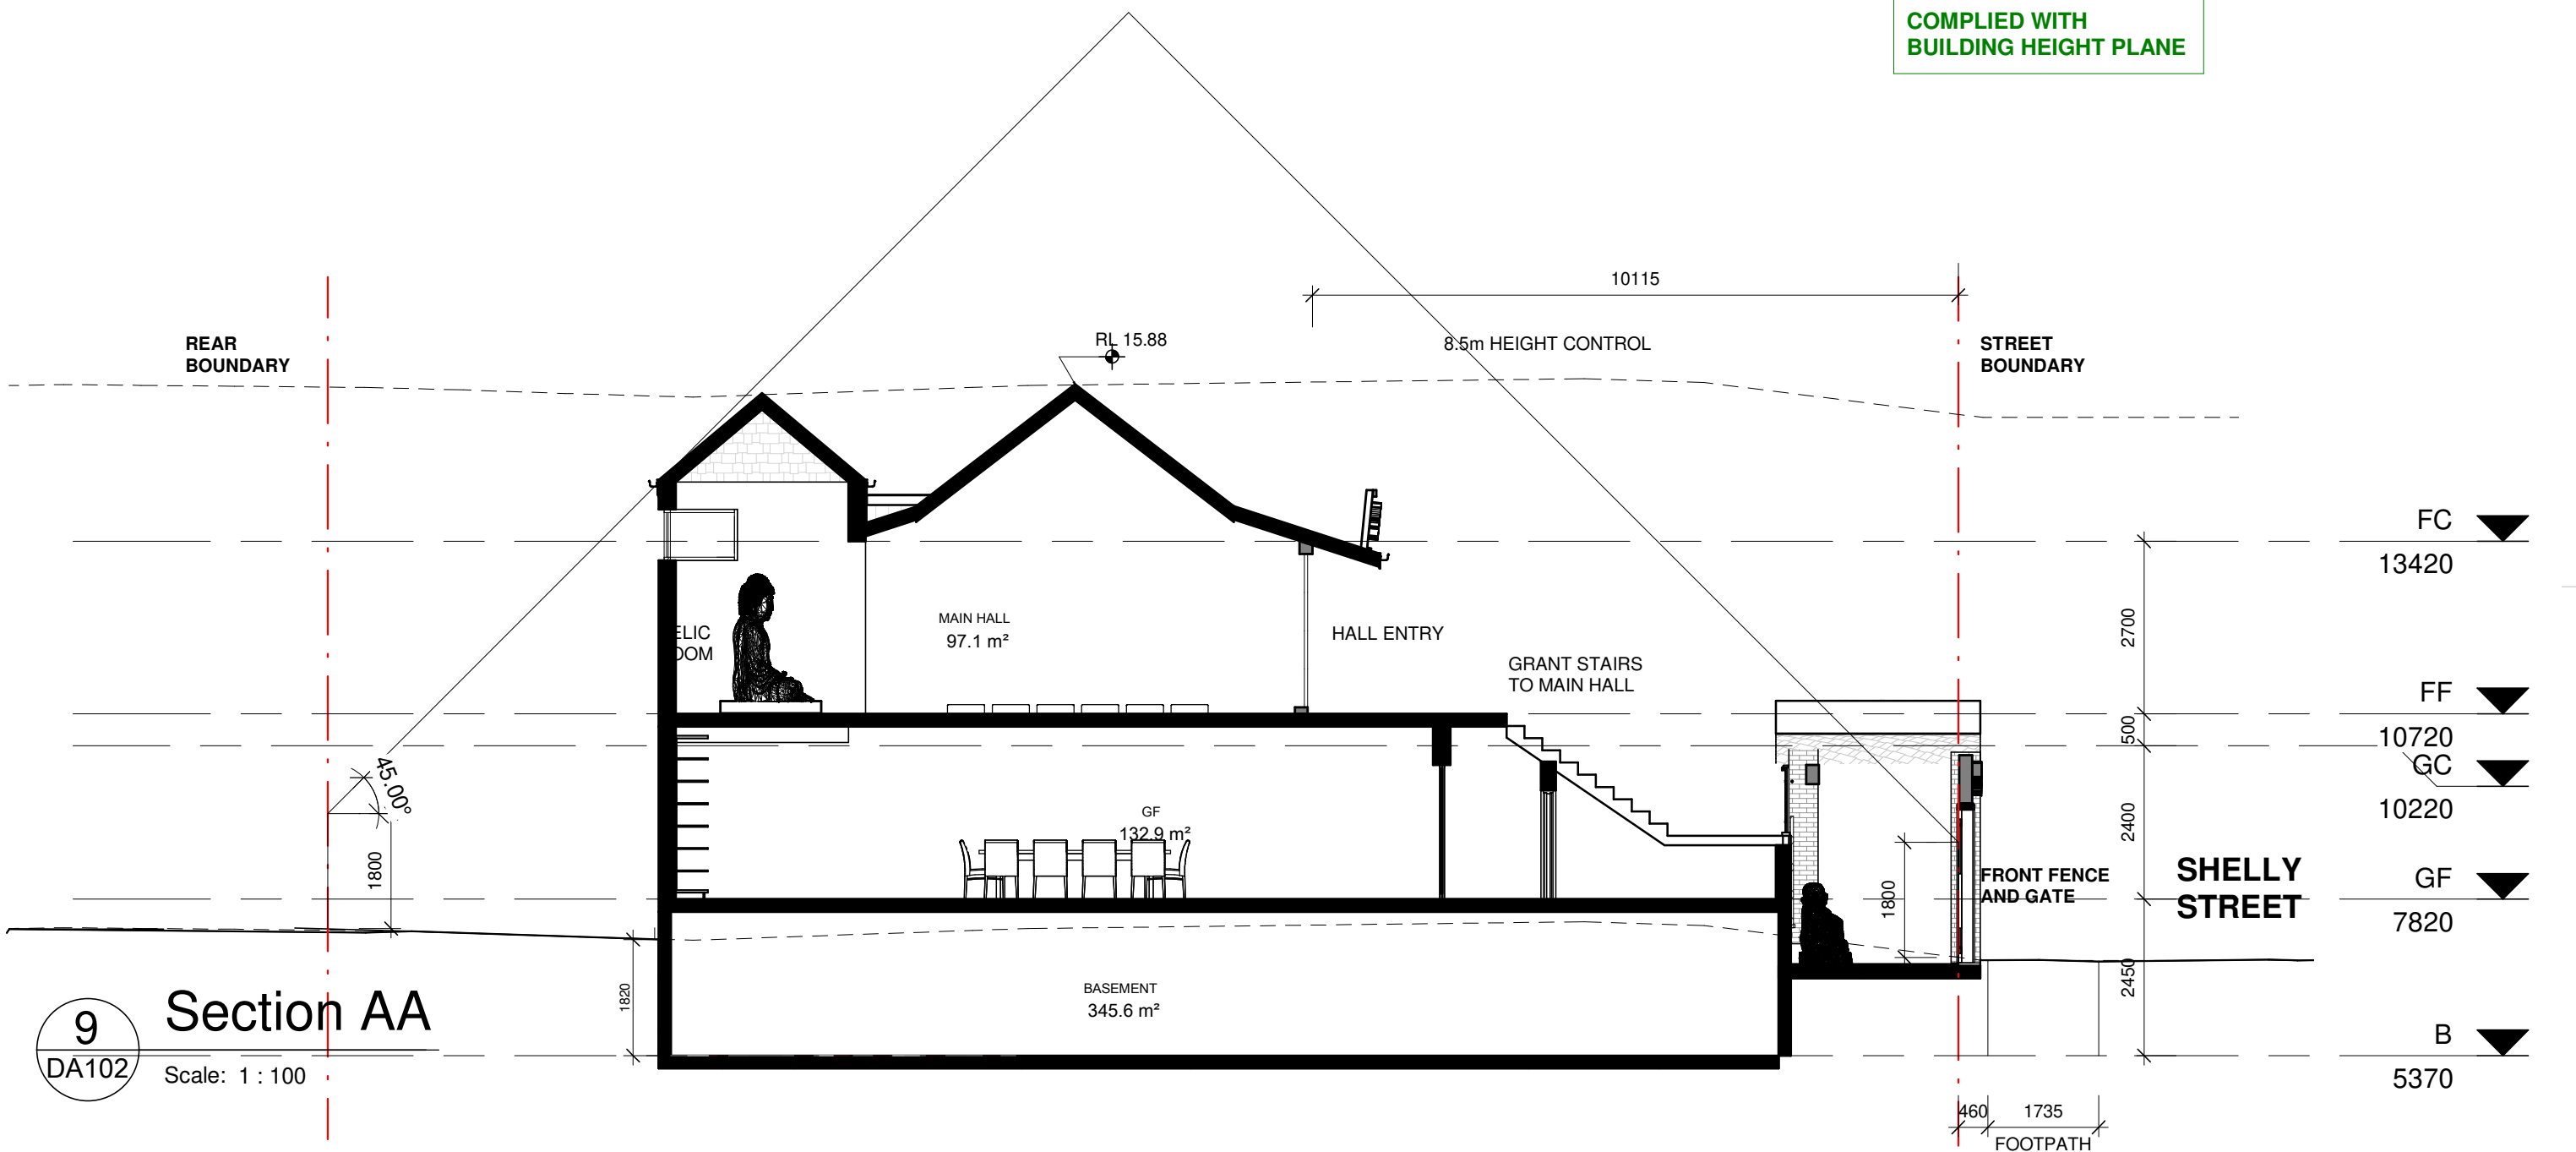 COMPLIED WITH
BUILDING HEIGHT PLANE
10115
REAR
BOUNDARY
RL 15.88
8.5m HEIGHT CONTROL
STREET
BOUNDARY
FC
13420
2700
ELIC
OOM
MAIN HALL
97.1 m²
HALL ENTRY
GRANT STAIRS
TO MAIN HALL
FF
10720
500
GC
10220
45.00°
1800
GF
132.9 m²
2400
1800
FRONT FENCE
AND GATE
SHELLY
STREET
GF
7820
2450
1820
BASEMENT
345.6 m²
9
DA102
Section AA
Scale: 1 : 100
B
5370
460
1735
FOOTPATH